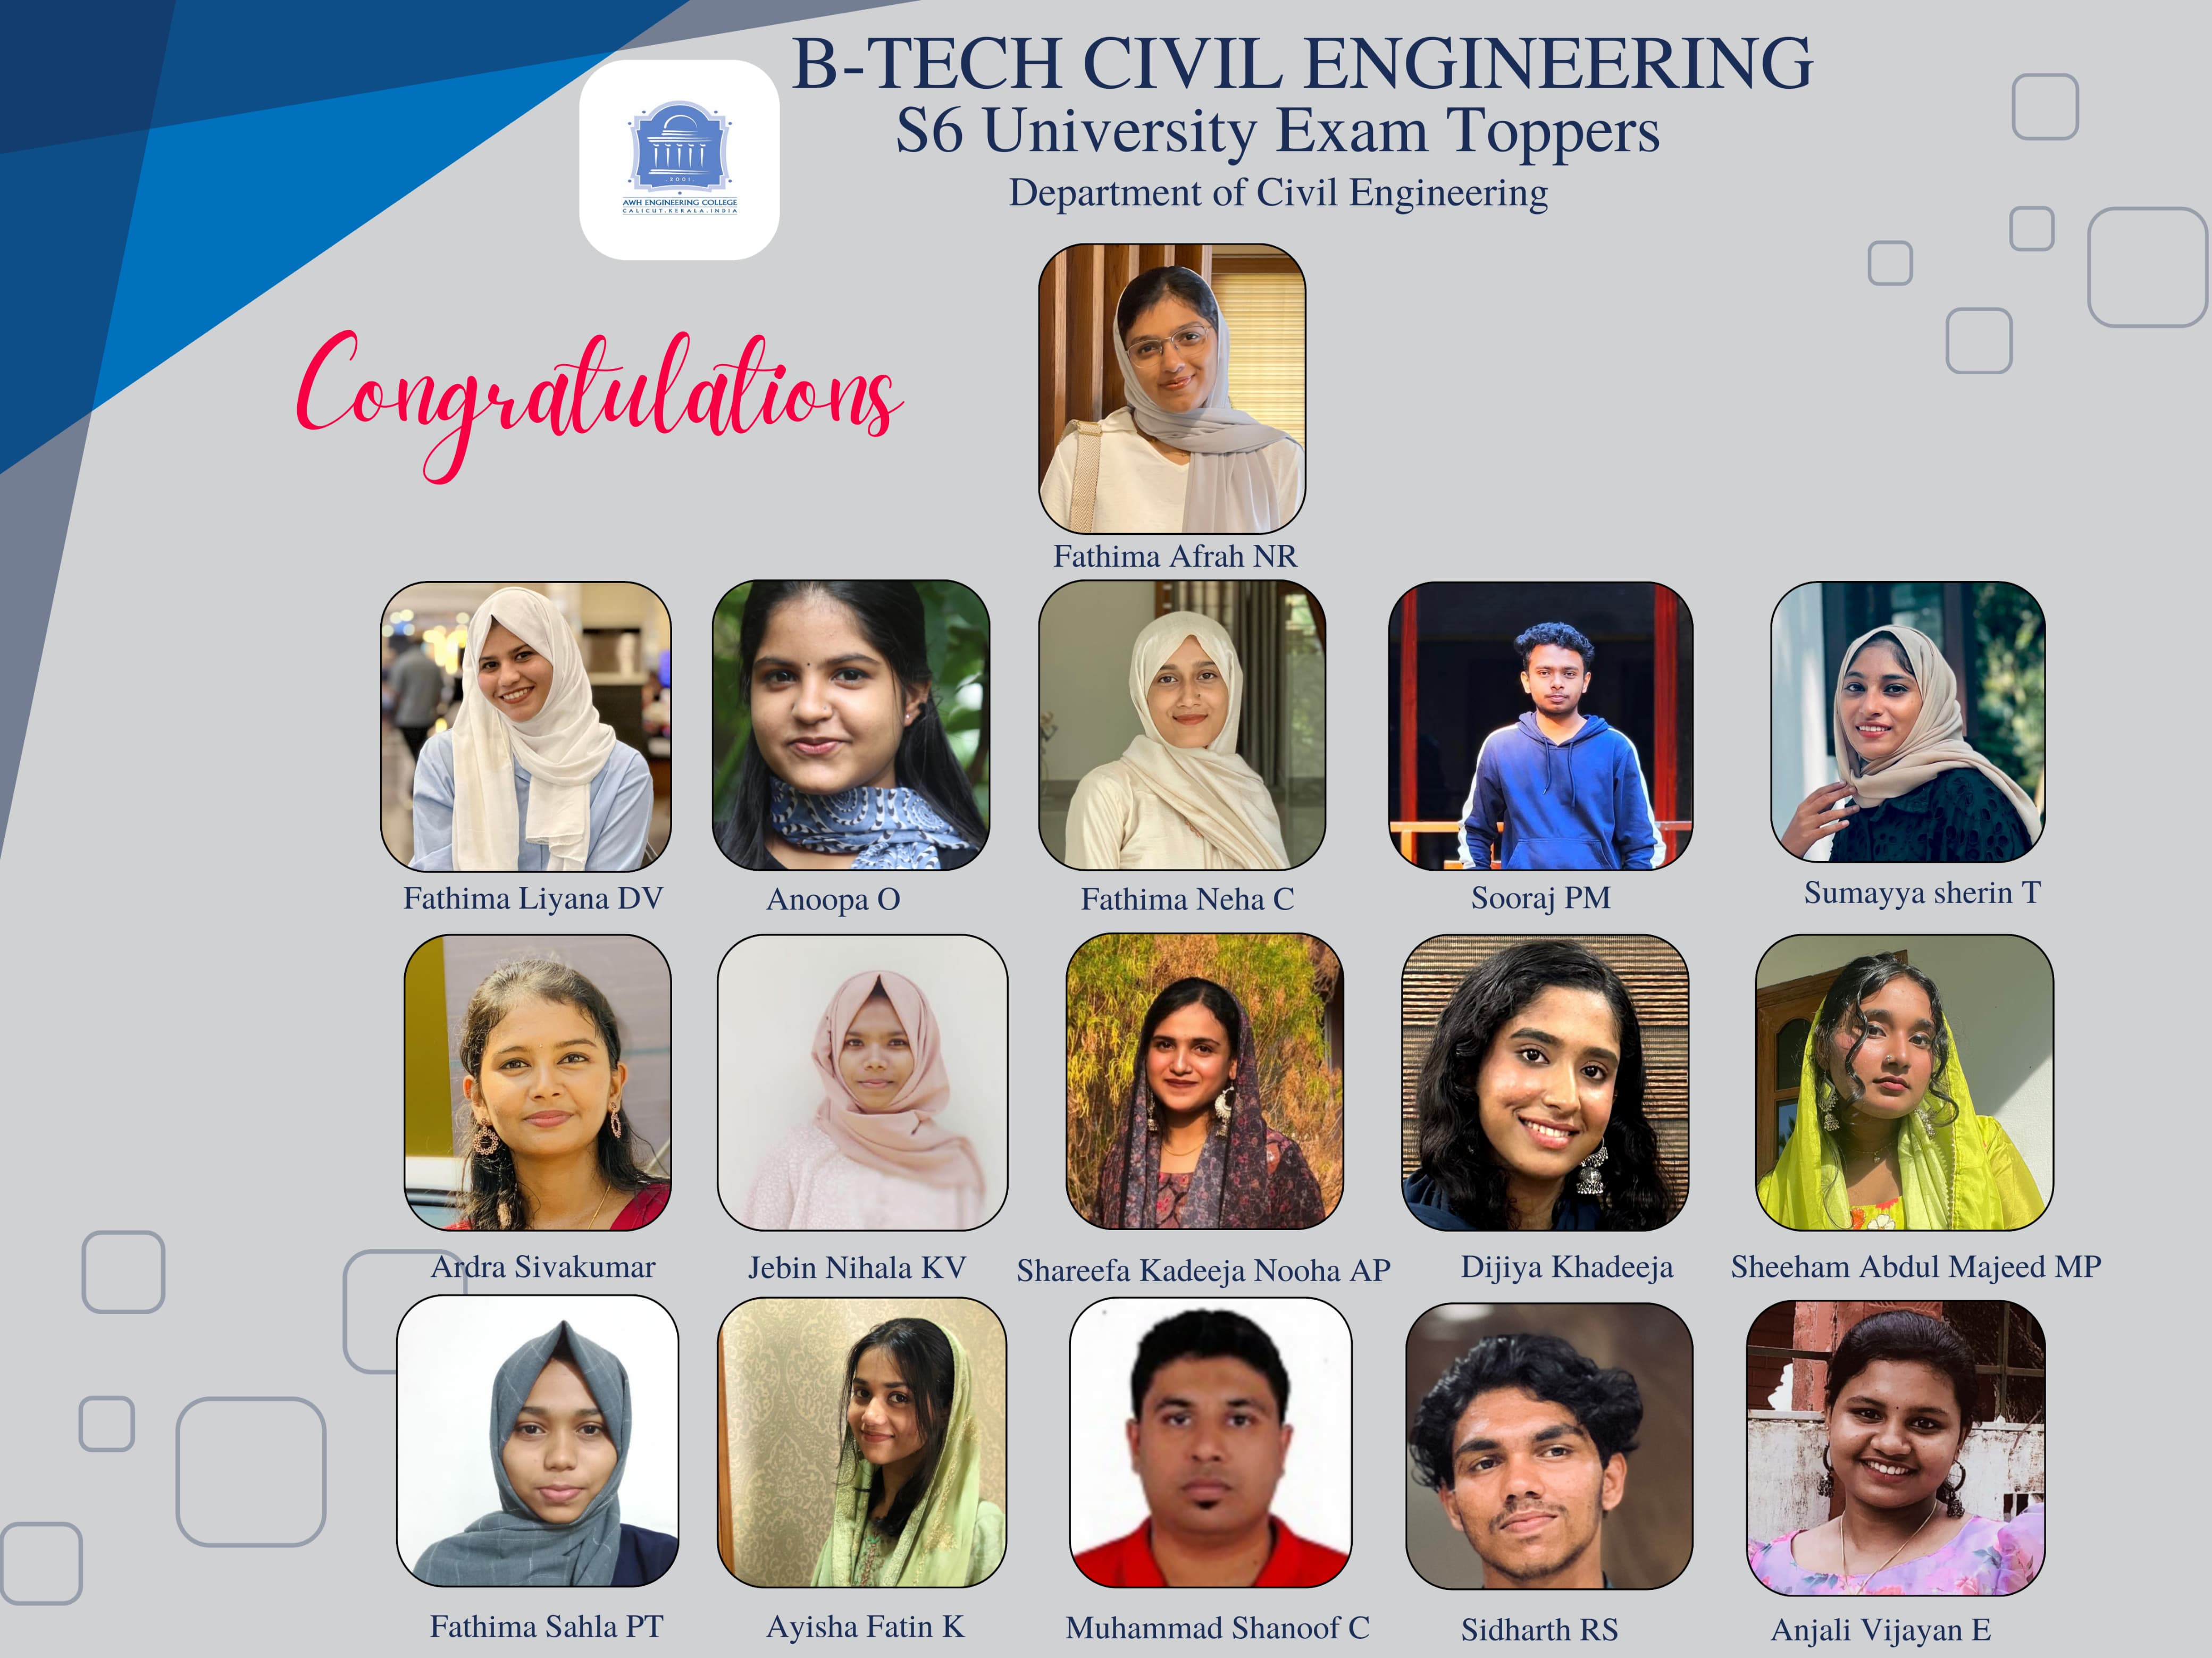 B-TECH CIVIL ENGINEERING
S6 University Exam Toppers
Department of Civil Engineering
.2001.
AWH ENGINEERING COLLEGE
CALICUT.KERALA.INDIA
Congratulations
Fathima Afrah NR
Fathima Liyana DV
Anoopa O
Fathima Neha C
Sooraj PM
Sumayya sherin T
Ardra Sivakumar
Jebin Nihala KV
Shareefa Kadeeja Nooha AP
Dijiya Khadeeja
Sheeham Abdul Majeed MP
Fathima Sahla PT
Ayisha Fatin K
Muhammad Shanoof C
Sidharth RS
Anjali Vijayan E